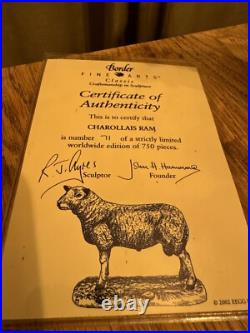 Border
FINE ARTS
Classic
Craftsmanship in Sculpture
Certificate of
Authenticity
This is to certify that
CHAROLLAIS RAM
is number 71 of a strictly limited
worldwide edition of 750 pieces.
Sculptor Founder
© 2002